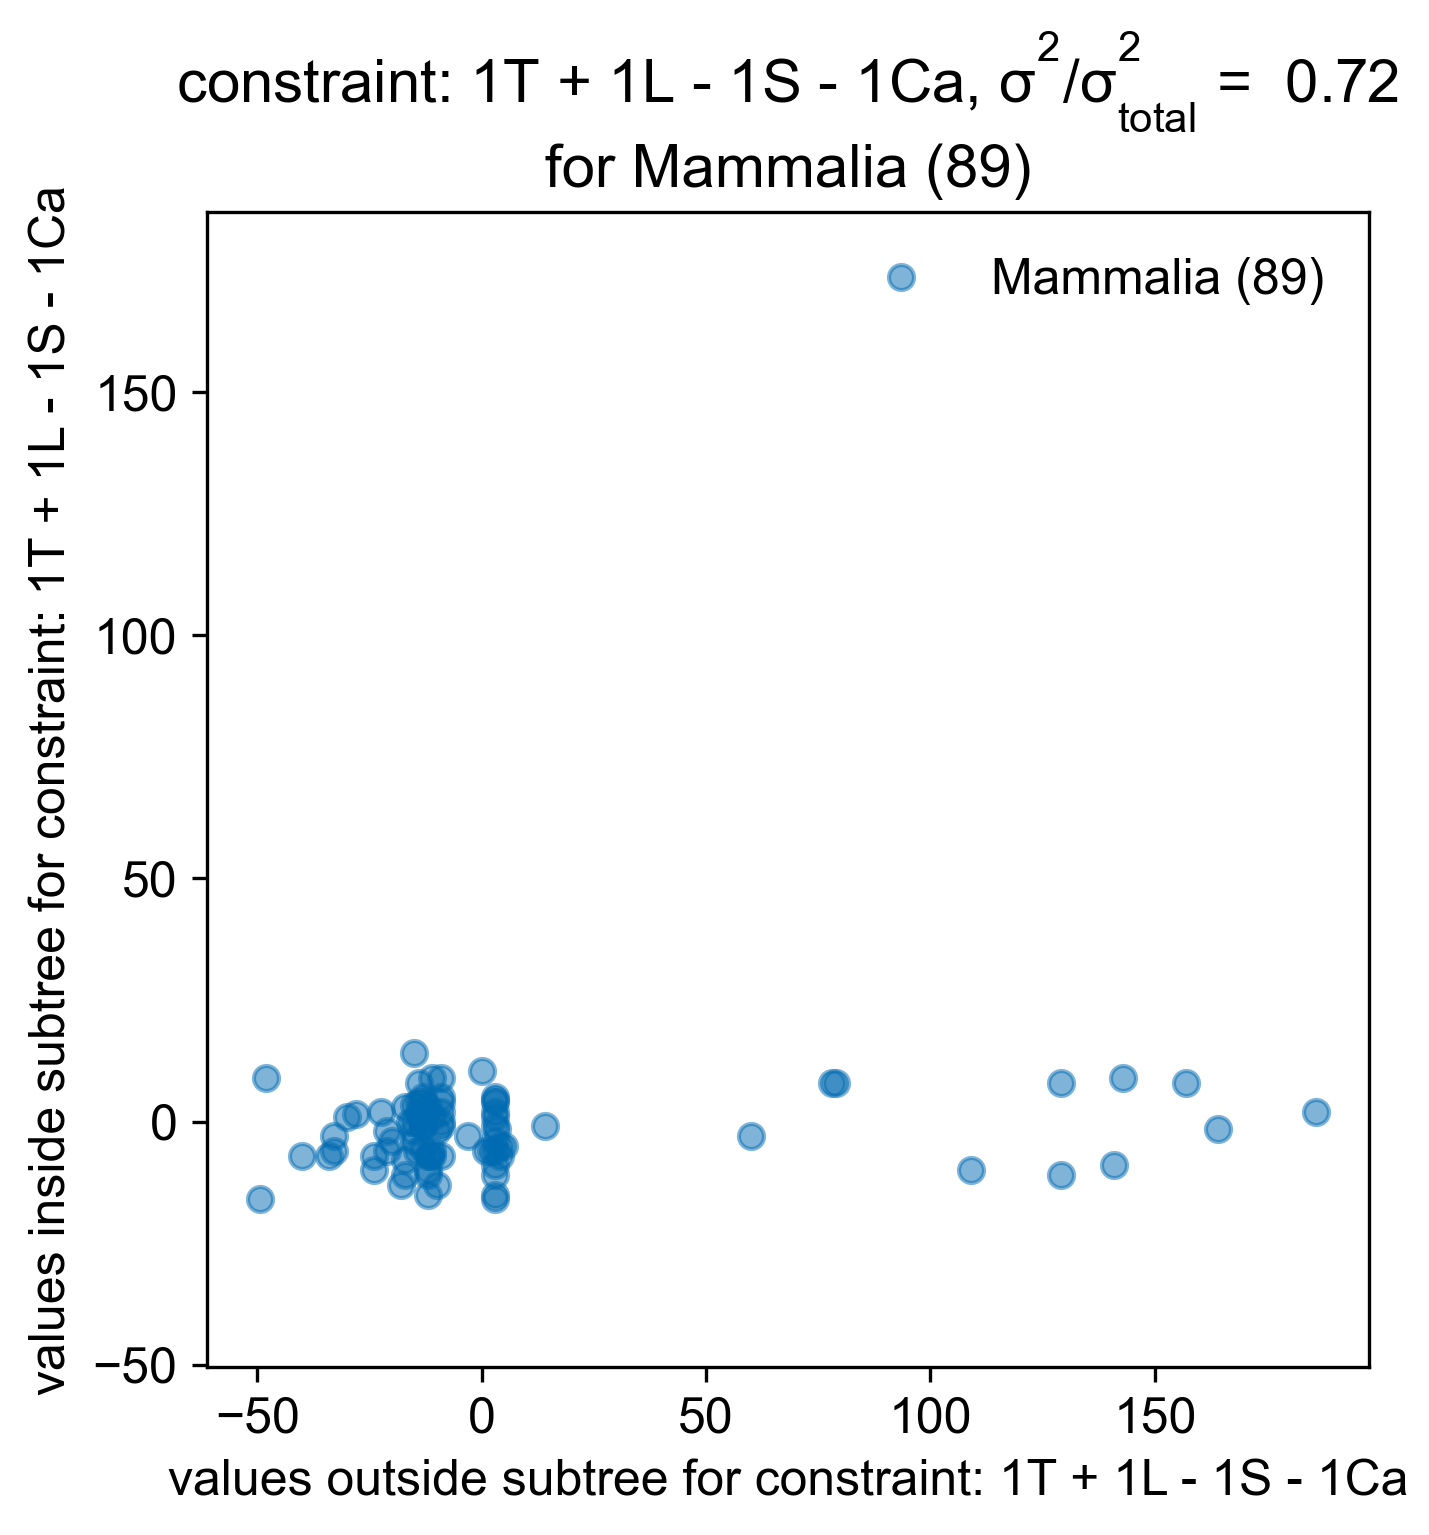 constraint: 1T + 1L - 1S - 1Ca, σ²/σ²total = 0.72
for Mammalia (89)
Mammalia (89)
values inside subtree for constraint: 1T + 1L - 1S - 1Ca
150
100
50
0
−50
−50 0 50 100 150
values outside subtree for constraint: 1T + 1L - 1S - 1Ca